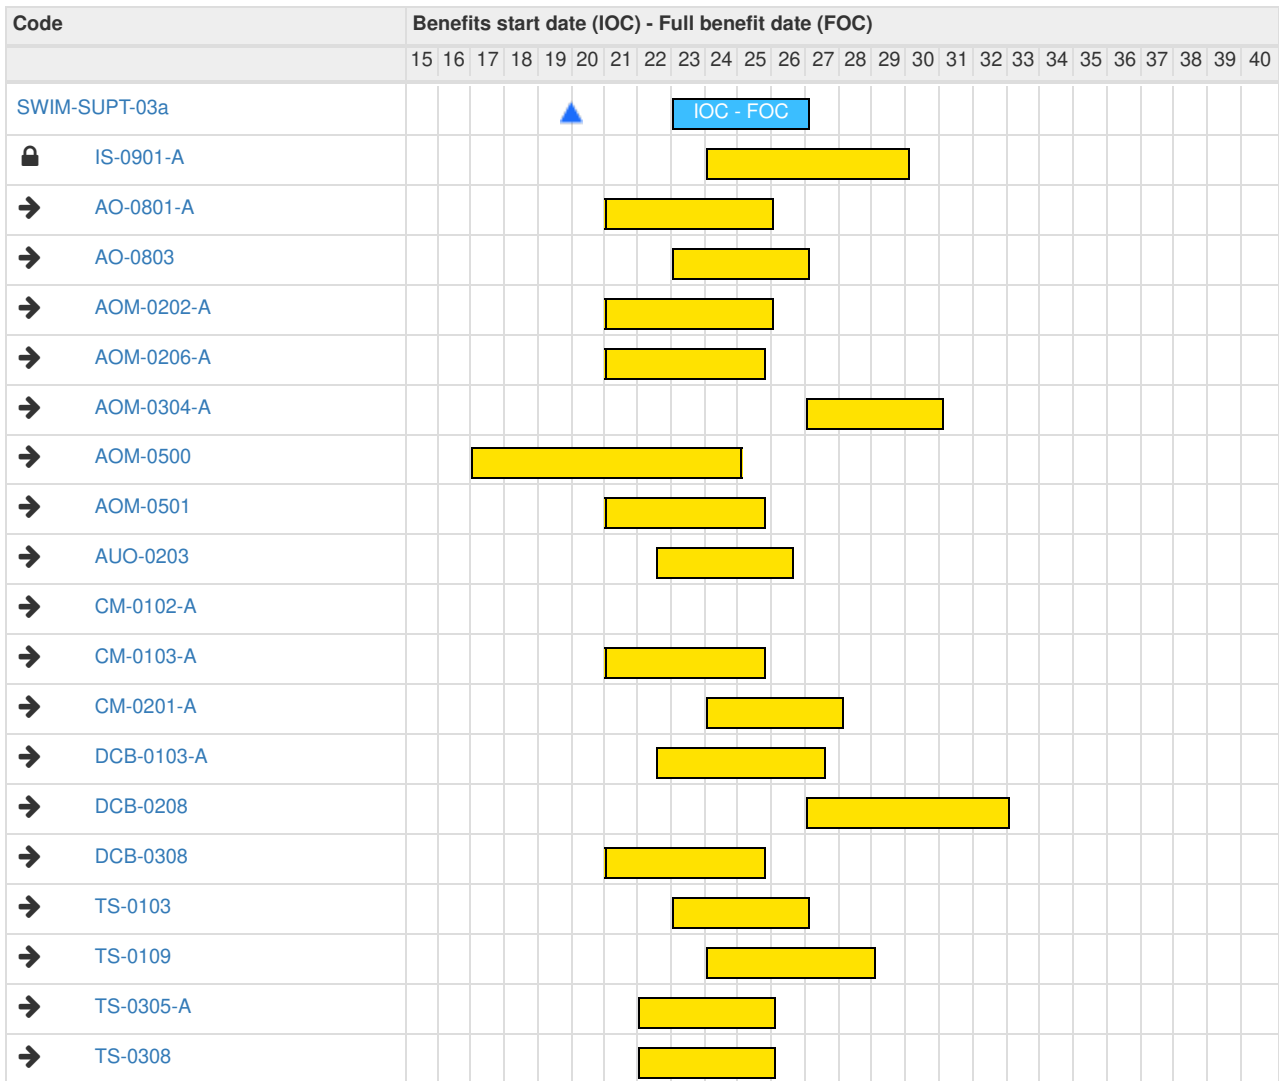 Code Benefits start date (IOC) - Full benefit date (FOC)
15 16 17 18 19 20 21 22 23 24 25 26 27 28 29 30 31 32 33 34 35 36 37 38 39 40
SWIM-SUPT-03a IOC - FOC
IS-0901-A
AO-0801-A
AO-0803
AOM-0202-A
AOM-0206-A
AOM-0304-A
AOM-0500
AOM-0501
AUO-0203
CM-0102-A
CM-0103-A
CM-0201-A
DCB-0103-A
DCB-0208
DCB-0308
TS-0103
TS-0109
TS-0305-A
TS-0308